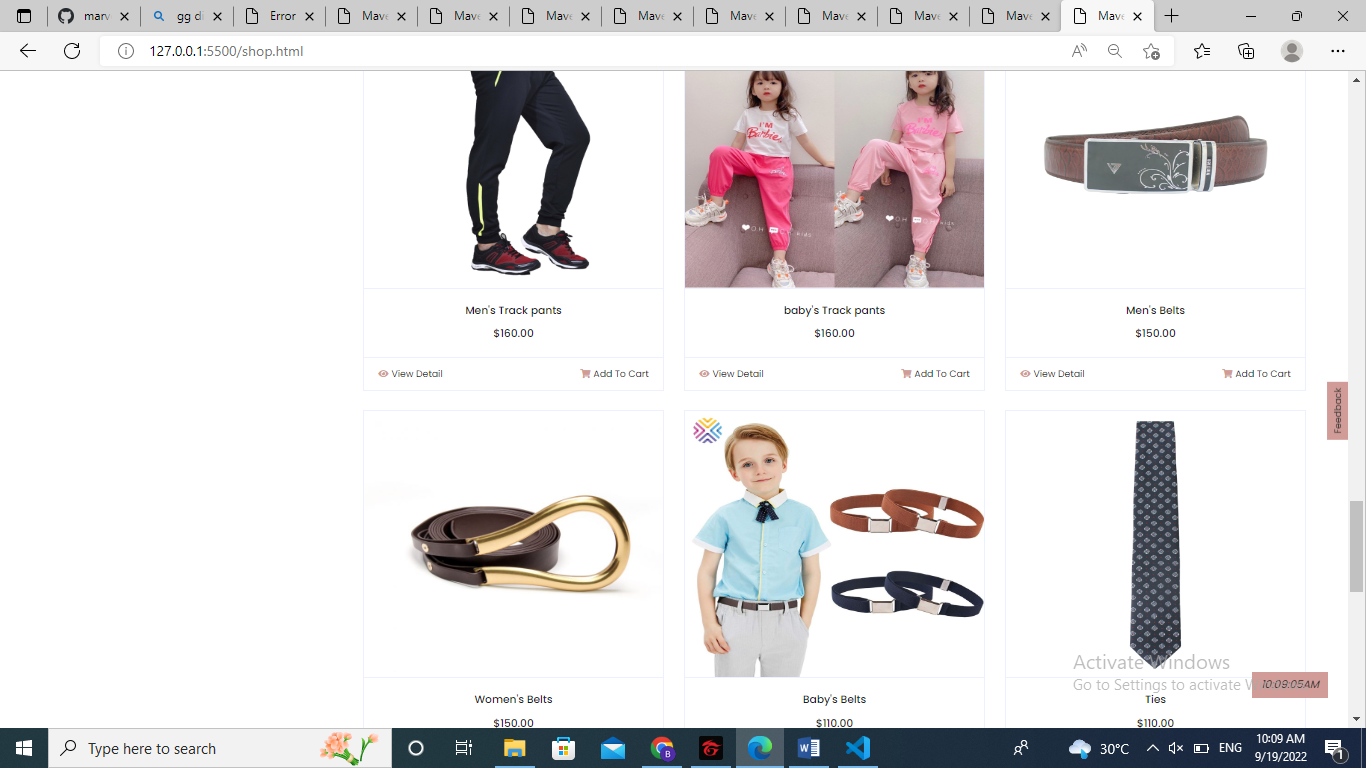 marv
gg di
Error
Mave
Mave
Mave
Mave
Mave
Mave
Mave
Mave
Mave
127.0.0.1:5500/shop.html
I'M
Barbie
Men's Track pants
$160.00
View Detail Add To Cart
baby's Track pants
$160.00
View Detail Add To Cart
Men's Belts
$150.00
View Detail Add To Cart
Feedback
Women's Belts
$150.00
Baby's Belts
$110.00
Ties
$110.00
Activate Windows
Go to Settings to activate
10:09:05AM
Type here to search
30°C
ENG
10:09 AM
9/19/2022
1